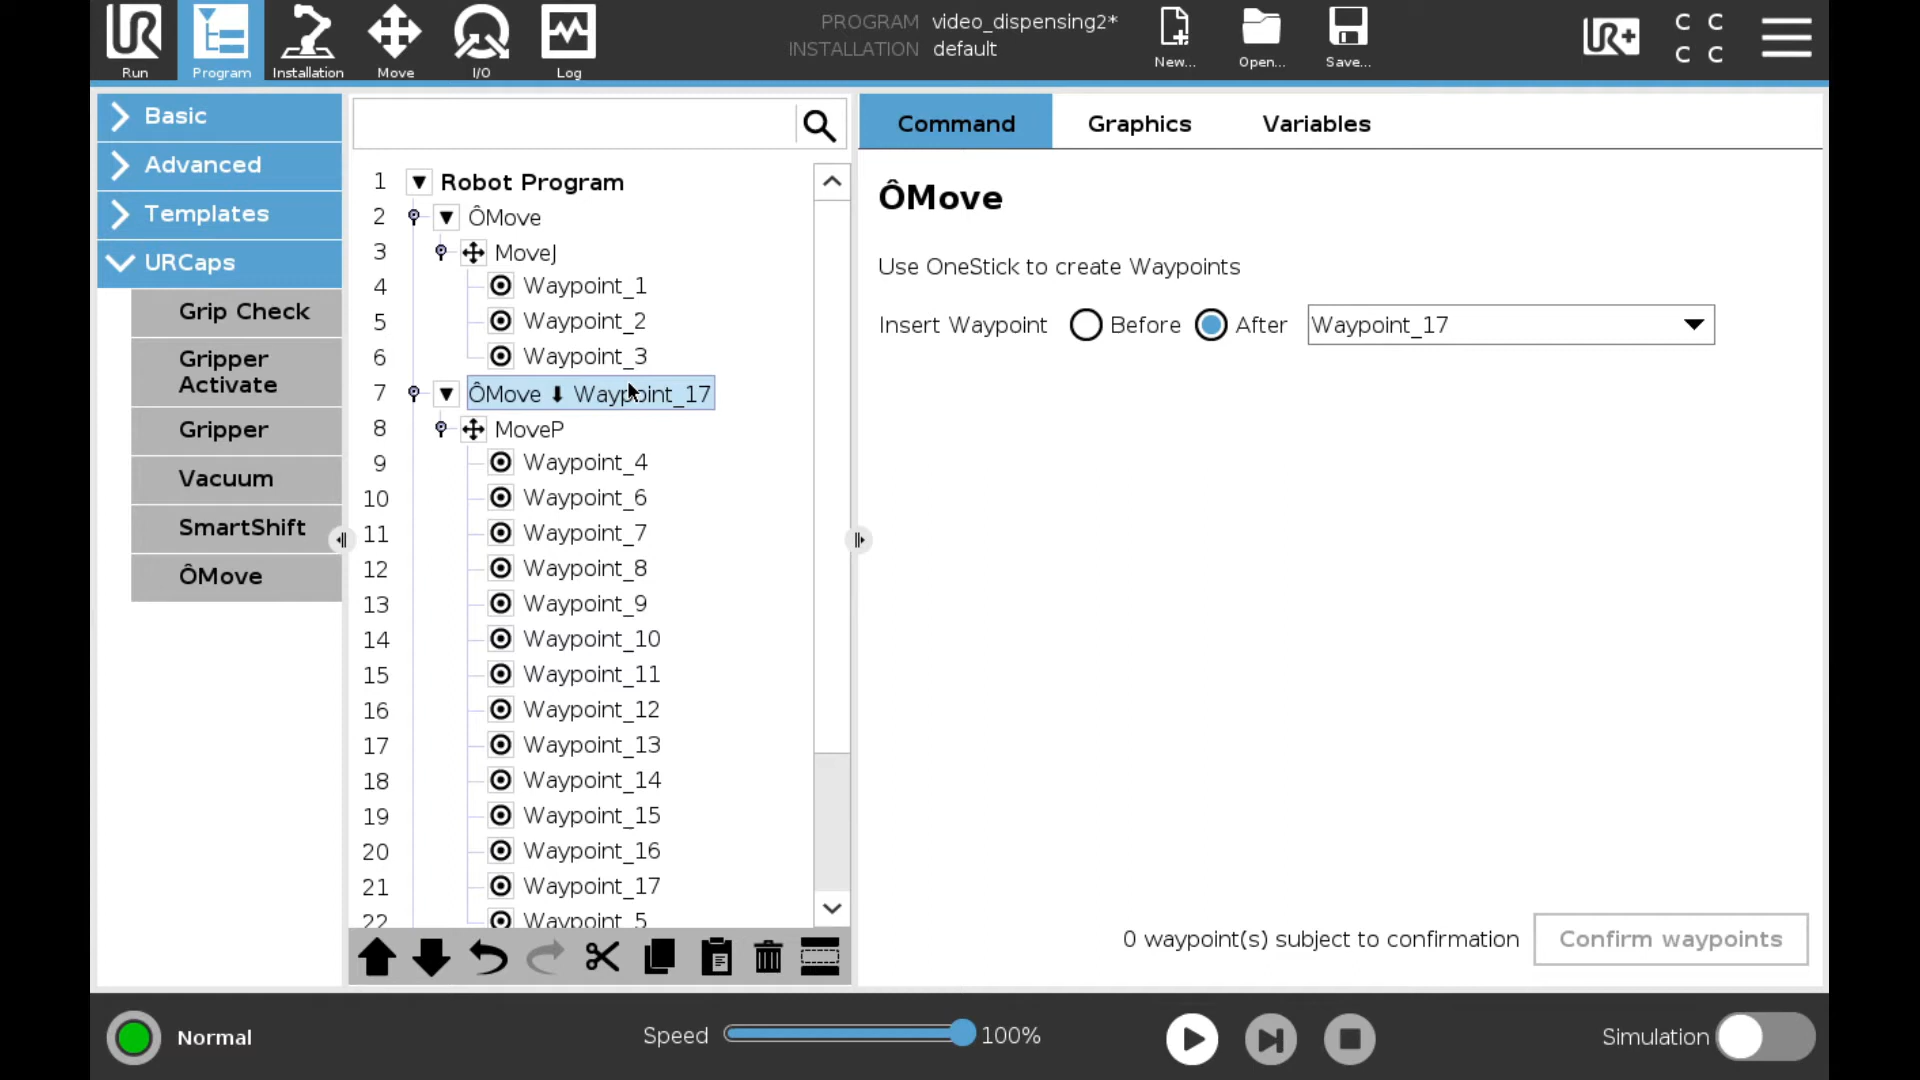 PROGRAM video_dispensing2*
INSTALLATION default
UR
UR+
C C
C C
Run Program Installation Move I/O Log New... Open... Save...
Basic
Advanced
Templates
URCaps
Grip Check
Gripper
Activate
Gripper
Vacuum
SmartShift
ÔMove
1 Robot Program
2 ÔMove
3 MoveJ
4 Waypoint_1
5 Waypoint_2
6 Waypoint_3
7 ÔMove ⬇ Waypoint_17
8 MoveP
9 Waypoint_4
10 Waypoint_6
11 Waypoint_7
12 Waypoint_8
13 Waypoint_9
14 Waypoint_10
15 Waypoint_11
16 Waypoint_12
17 Waypoint_13
18 Waypoint_14
19 Waypoint_15
20 Waypoint_16
21 Waypoint_17
22 Waypoint_5
Command Graphics Variables
ÔMove
Use OneStick to create Waypoints
Insert Waypoint Before After Waypoint_17
0 waypoint(s) subject to confirmation Confirm waypoints
Normal Speed 100% Simulation